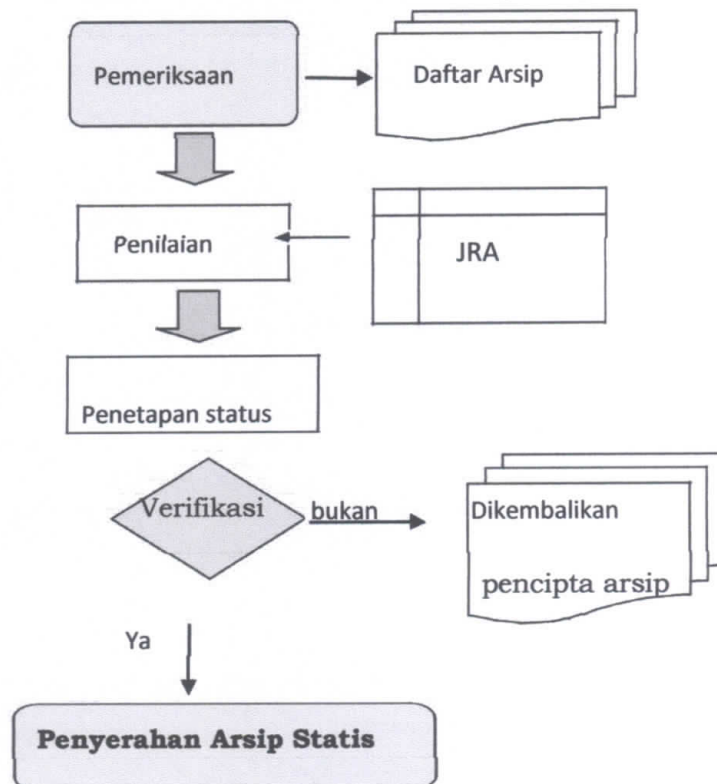 Pemeriksaan
Daftar Arsip
Penilaian
JRA
Penetapan status
Verifikasi
bukan
Dikembalikan
pencipta arsip
Ya
Penyerahan Arsip Statis